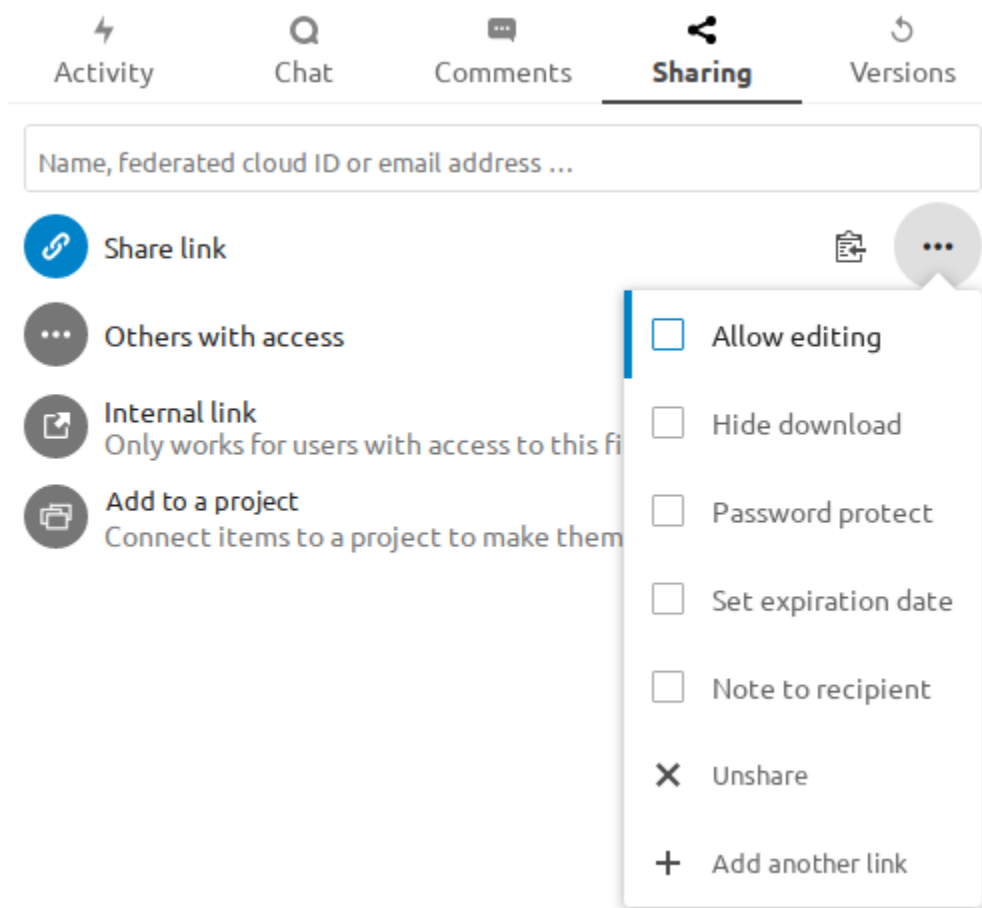 Activity
Chat
Comments
Sharing
Versions
Name, federated cloud ID or email address ...
Share link
Others with access
Internal link
Only works for users with access to this fi
Add to a project
Connect items to a project to make them
Allow editing
Hide download
Password protect
Set expiration date
Note to recipient
Unshare
Add another link